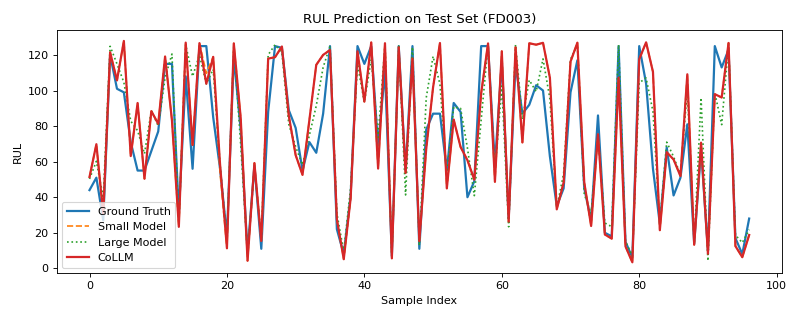 RUL Prediction on Test Set (FD003)
120
100
80
60
40
20
0
RUL
Ground Truth
Small Model
Large Model
CoLLM
0
20
40
60
80
100
Sample Index